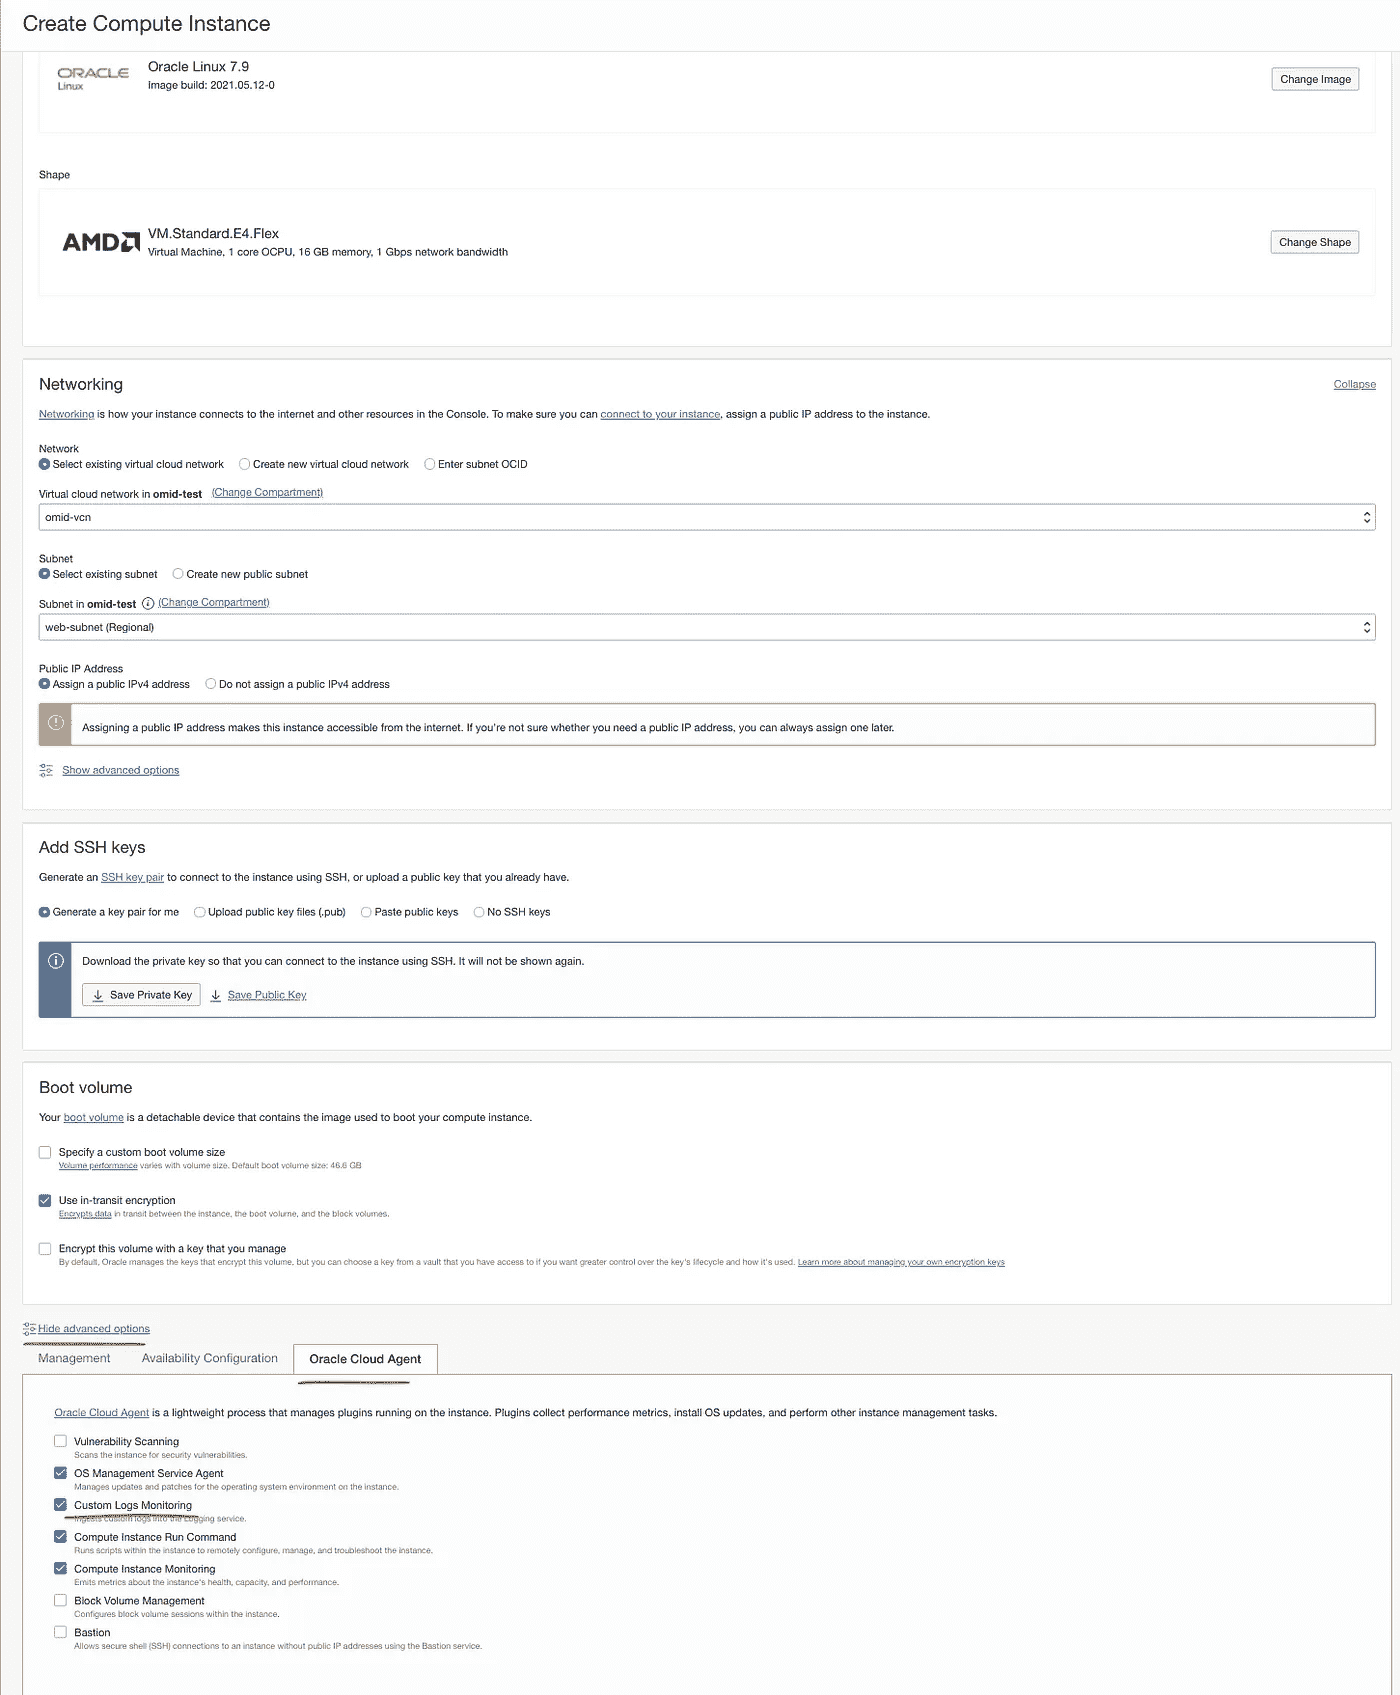 Create Compute Instance
ORACLE
Linux
Oracle Linux 7.9
Image build: 2021.05.12-0
Change Image
Shape
AMD
VM.Standard.E4.Flex
Virtual Machine, 1 core OCPU, 16 GB memory, 1 Gbps network bandwidth
Change Shape
Networking
Collapse
Networking is how your instance connects to the internet and other resources in the Console. To make sure you can connect to your instance, assign a public IP address to the instance.
Network
Select existing virtual cloud network Create new virtual cloud network Enter subnet OCID
Virtual cloud network in omid-test (Change Compartment)
omid-vcn
Subnet
Select existing subnet Create new public subnet
Subnet in omid-test (Change Compartment)
web-subnet (Regional)
Public IP Address
Assign a public IPv4 address Do not assign a public IPv4 address
Assigning a public IP address makes this instance accessible from the internet. If you're not sure whether you need a public IP address, you can always assign one later.
Show advanced options
Add SSH keys
Generate an SSH key pair to connect to the instance using SSH, or upload a public key that you already have.
Generate a key pair for me Upload public key files (.pub) Paste public keys No SSH keys
Download the private key so that you can connect to the instance using SSH. It will not be shown again.
Save Private Key Save Public Key
Boot volume
Your boot volume is a detachable device that contains the image used to boot your compute instance.
Specify a custom boot volume size
Volume performance varies with volume size. Default boot volume size: 46.6 GB
Use in-transit encryption
Encrypts data in transit between the instance, the boot volume, and the block volumes.
Encrypt this volume with a key that you manage
By default, Oracle manages the keys that encrypt this volume, but you can choose a key from a vault that you have access to if you want greater control over the key's lifecycle and how it's used. Learn more about managing your own encryption keys
Hide advanced options
Management Availability Configuration Oracle Cloud Agent
Oracle Cloud Agent is a lightweight process that manages plugins running on the instance. Plugins collect performance metrics, install OS updates, and perform other instance management tasks.
Vulnerability Scanning
Scans the instance for security vulnerabilities.
OS Management Service Agent
Manages updates and patches for the operating system environment on the instance.
Custom Logs Monitoring
Ingests custom logs into the Logging service.
Compute Instance Run Command
Runs scripts within the instance to remotely configure, manage, and troubleshoot the instance.
Compute Instance Monitoring
Emits metrics about the instance's health, capacity, and performance.
Block Volume Management
Configures block volume sessions within the instance.
Bastion
Allows secure shell (SSH) connections to an instance without public IP addresses using the Bastion service.